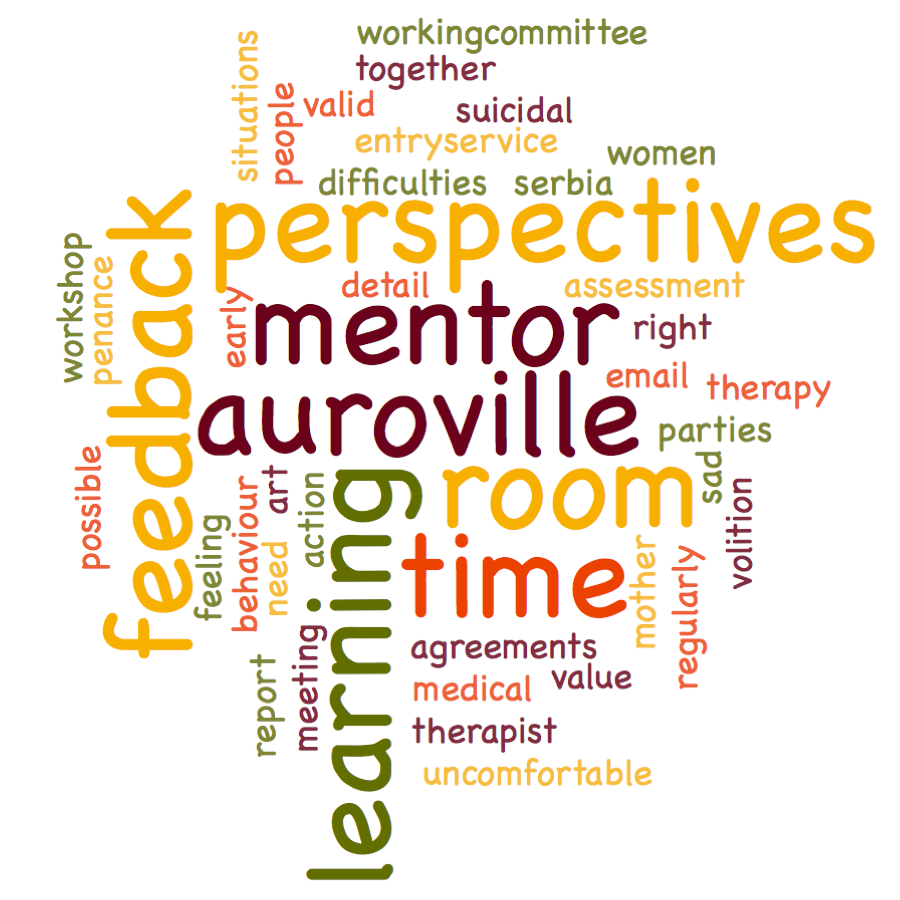 workingcommittee
together
situations
people
valid
suicidal
entryservice
women
difficulties
serbia
perspectives
feedback
workshop
penance
early
detail
assessment
mentor
right
email
therapy
auroville
parties
possible
feeling
behaviour
art
need
action
learning
room
sad
volition
time
mother
regularly
report
meeting
agreements
medical
value
therapist
uncomfortable